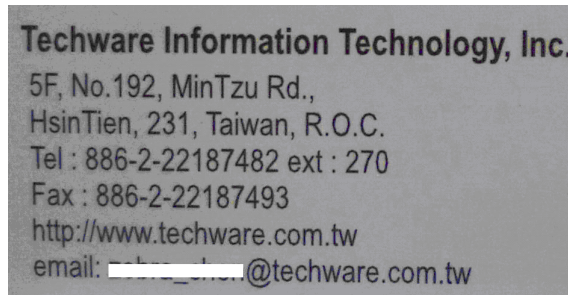 Techware Information Technology, Inc.
5F, No.192, MinTzu Rd.,
HsinTien, 231, Taiwan, R.O.C.
Tel : 886-2-22187482 ext : 270
Fax : 886-2-22187493
http://www.techware.com.tw
email: @techware.com.tw